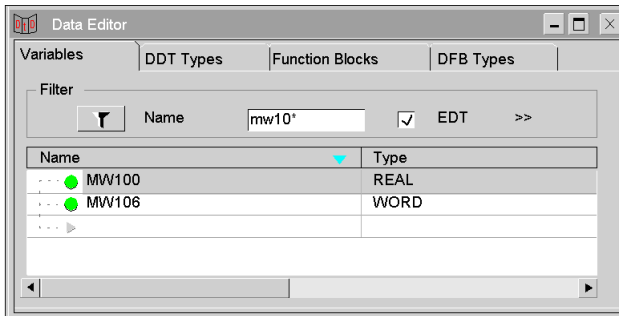 DtD Data Editor
Variables DDT Types Function Blocks DFB Types
Filter
Name mw10* EDT >>
Name Type
MW100 REAL
MW106 WORD